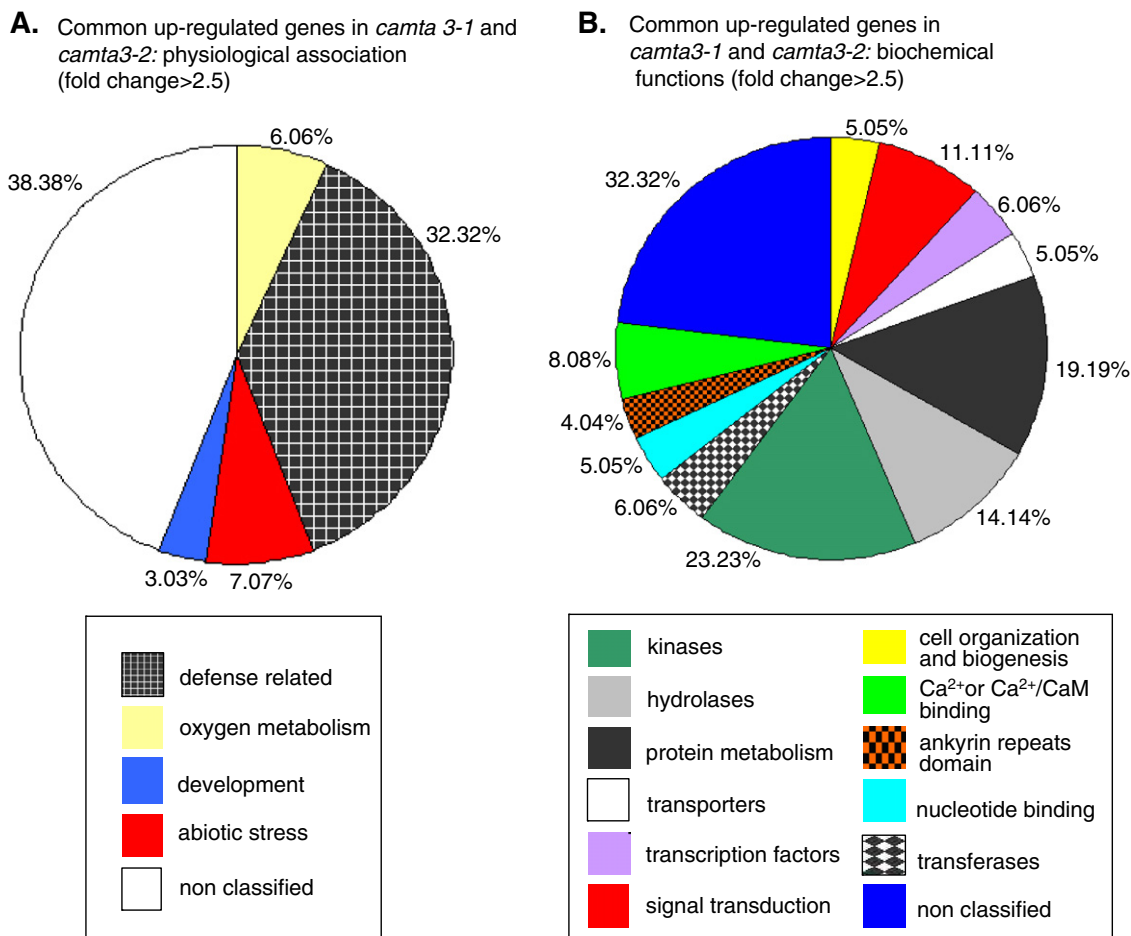 A. Common up-regulated genes in camta 3-1 and
camta3-2: physiological association
(fold change>2.5)
6.06%
38.38%
32.32%
3.03%
7.07%
defense related
oxygen metabolism
development
abiotic stress
non classified
B. Common up-regulated genes in
camta3-1 and camta3-2: biochemical
functions (fold change>2.5)
5.05%
11.11%
32.32%
6.06%
5.05%
8.08%
19.19%
4.04%
5.05%
6.06%
14.14%
23.23%
kinases
hydrolases
protein metabolism
transporters
transcription factors
signal transduction
cell organization
and biogenesis
Ca²⁺or Ca²⁺/CaM
binding
ankyrin repeats
domain
nucleotide binding
transferases
non classified